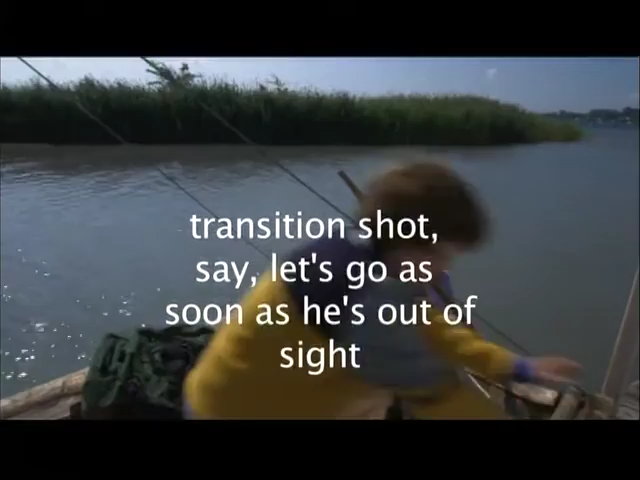 transition shot,
say, let's go as
soon as he's out of
sight